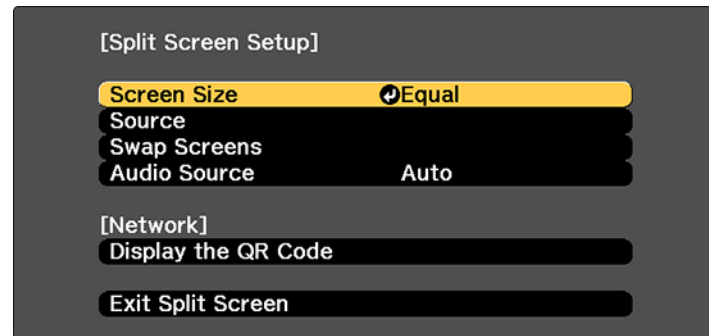 [Split Screen Setup]
Screen Size Equal
Source
Swap Screens
Audio Source Auto
[Network]
Display the QR Code
Exit Split Screen